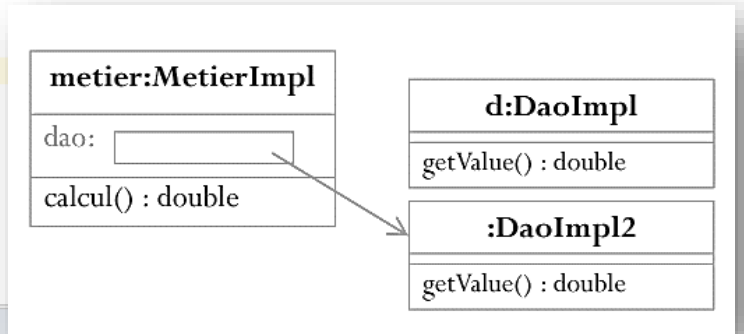 metier:MetierImpl
dao:
calcul() : double
d:DaoImpl
getValue() : double
:DaoImpl2
getValue() : double